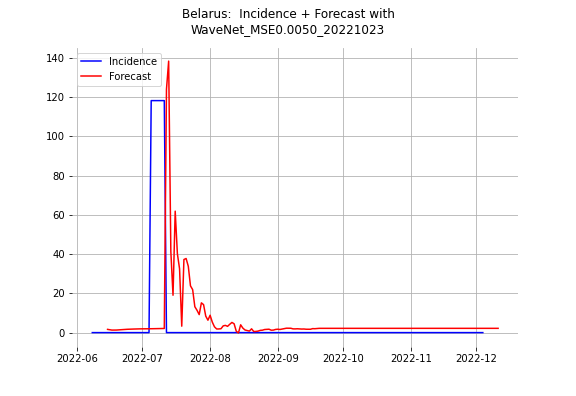 Belarus:  Incidence + Forecast with
WaveNet_MSE0.0050_20221023
Incidence
Forecast
140
120
100
80
60
40
20
0
2022-06 2022-07 2022-08 2022-09 2022-10 2022-11 2022-12